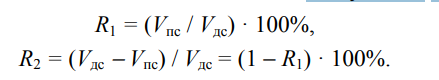 R₁ = (Vпс / Vдс) · 100%,
R₂ = (Vдс – Vпс) / Vдс = (1 – R₁) · 100%.